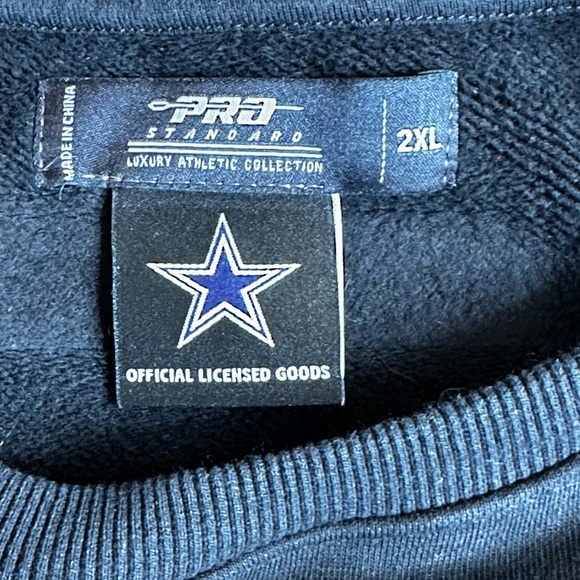 MADE IN CHINA
PRO
STANDARD
LUXURY ATHLETIC COLLECTION
2XL
OFFICIAL LICENSED GOODS